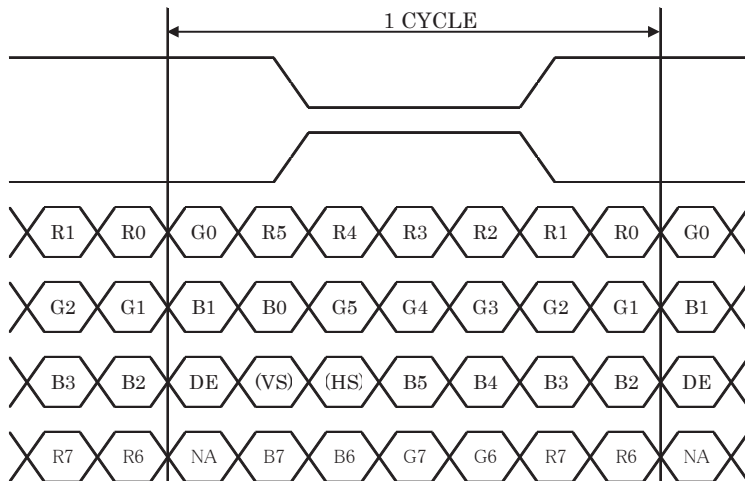 1 CYCLE
R1 R0 G0 R5 R4 R3 R2 R1 R0 G0
G2 G1 B1 B0 G5 G4 G3 G2 G1 B1
B3 B2 DE (VS) (HS) B5 B4 B3 B2 DE
R7 R6 NA B7 B6 G7 G6 R7 R6 NA